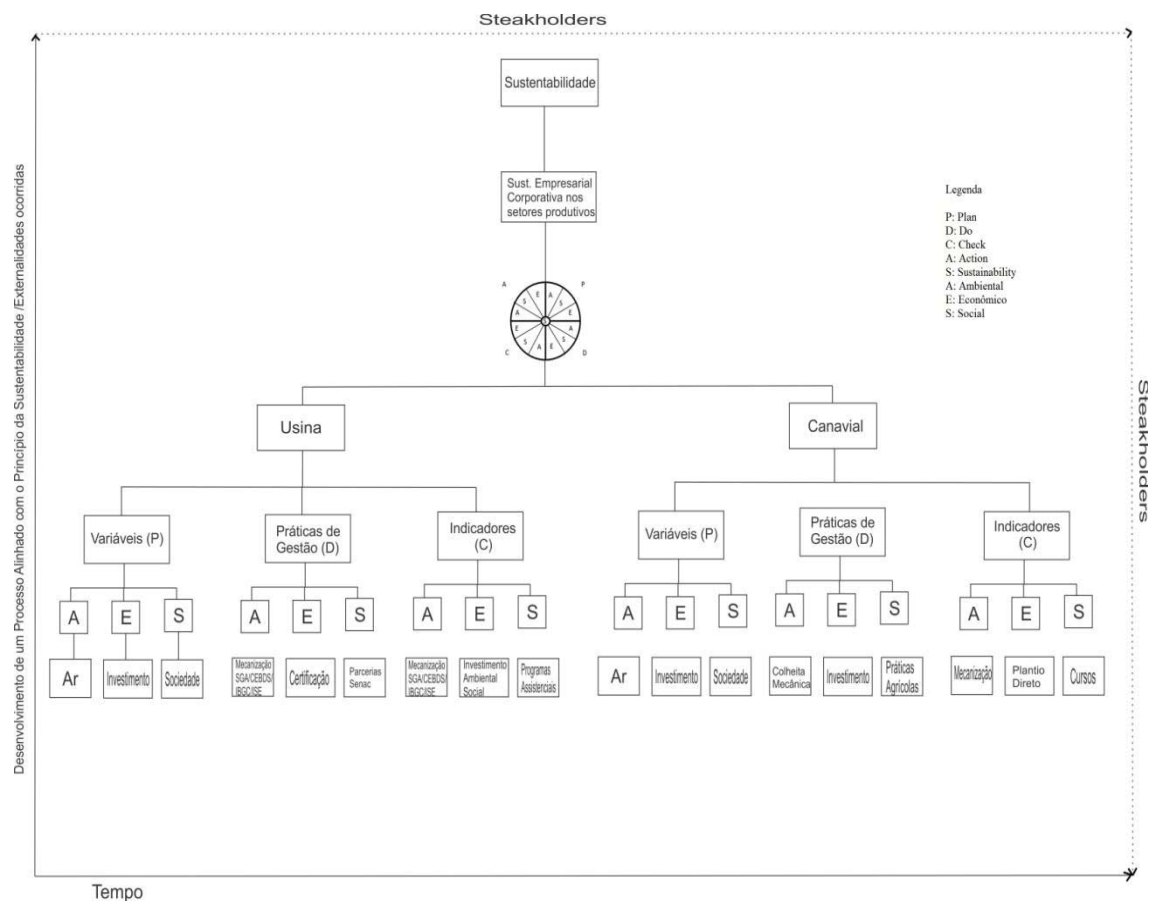 Steakholders
Sustentabilidade
Sust. Empresarial
Corporativa nos
setores produtivos
Legenda
P: Plan
D: Do
C: Check
A: Action
S: Sustainability
A: Ambiental
E: Econômico
S: Social
A
P
E A
S S
A E
E A
S S
A E
C
D
Desenvolvimento de um Processo Alinhado com o Princípio da Sustentabilidade /Externalidades ocorridas
Steakholders
Usina
Canavial
Variáveis (P)
Práticas de
Gestão (D)
Indicadores
(C)
Variáveis (P)
Práticas de
Gestão (D)
Indicadores
(C)
A E S
A E S
A E S
A E S
A E S
A E S
Ar
Investimento
Sociedade
Mecanização
SGA/CEBDS/
IBGC/ISE
Certificação
Parcerias
Senac
Mecanização
SGA/CEBDS/
IBGC/ISE
Investimento
Ambiental
Social
Programas
Assistenciais
Ar
Investimento
Sociedade
Colheita
Mecânica
Investimento
Práticas
Agrícolas
Mecanização
Plantio
Direto
Cursos
Tempo